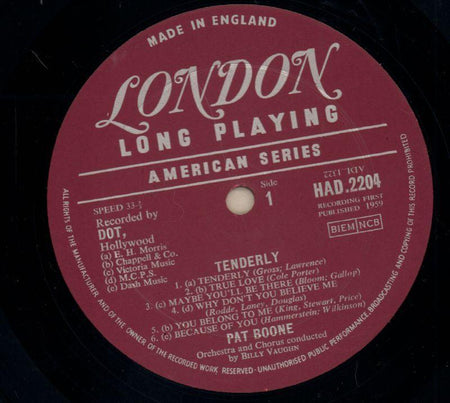 MADE IN ENGLAND
LONDON
LONG PLAYING
AMERICAN SERIES
SPEED 33⅓
Recorded by
DOT,
Hollywood
(a) E. H. Morris
(b) Chappell & Co.
(c) Victoria Music
(d) M.C.P.S.
(e) Dash Music
Side
1
ADL 1322
HAD.2204
RECORDING FIRST
PUBLISHED 1959
BIEM NCB
TENDERLY
1. (a) TENDERLY (Gross; Lawrence)
2. (b) TRUE LOVE (Cole Porter)
3. (c) MAYBE YOU'LL BE THERE (Bloom; Gallop)
4. (d) WHY DON'T YOU BELIEVE ME
(Rodde, Laney, Douglas)
5. (b) YOU BELONG TO ME (King, Stewart, Price)
6. (c) BECAUSE OF YOU (Hammerstein; Wilkinson)
PAT BOONE
Orchestra and Chorus conducted
by BILLY VAUGHN
ALL RIGHTS OF THE MANUFACTURER AND OF THE OWNER OF THE RECORDED WORK RESERVED-UNAUTHORISED PUBLIC PERFORMANCE, BROADCASTING AND COPYING OF THIS RECORD PROHIBITED